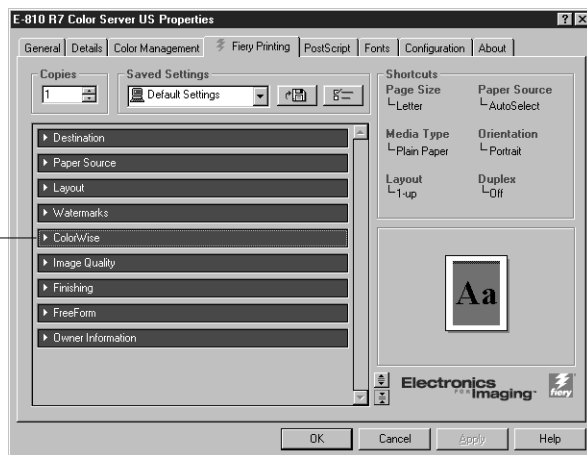 E-810 R7 Color Server US Properties
General Details Color Management Fiery Printing PostScript Fonts Configuration About
Copies
1
Saved Settings
Default Settings
Destination
Paper Source
Layout
Watermarks
ColorWise
Image Quality
Finishing
FreeForm
Owner Information
Shortcuts
Page Size
Letter
Paper Source
AutoSelect
Media Type
Plain Paper
Orientation
Portrait
Layout
1-up
Duplex
Off
Aa
Electronics
FOR Imaging
fiery
OK Cancel Apply Help